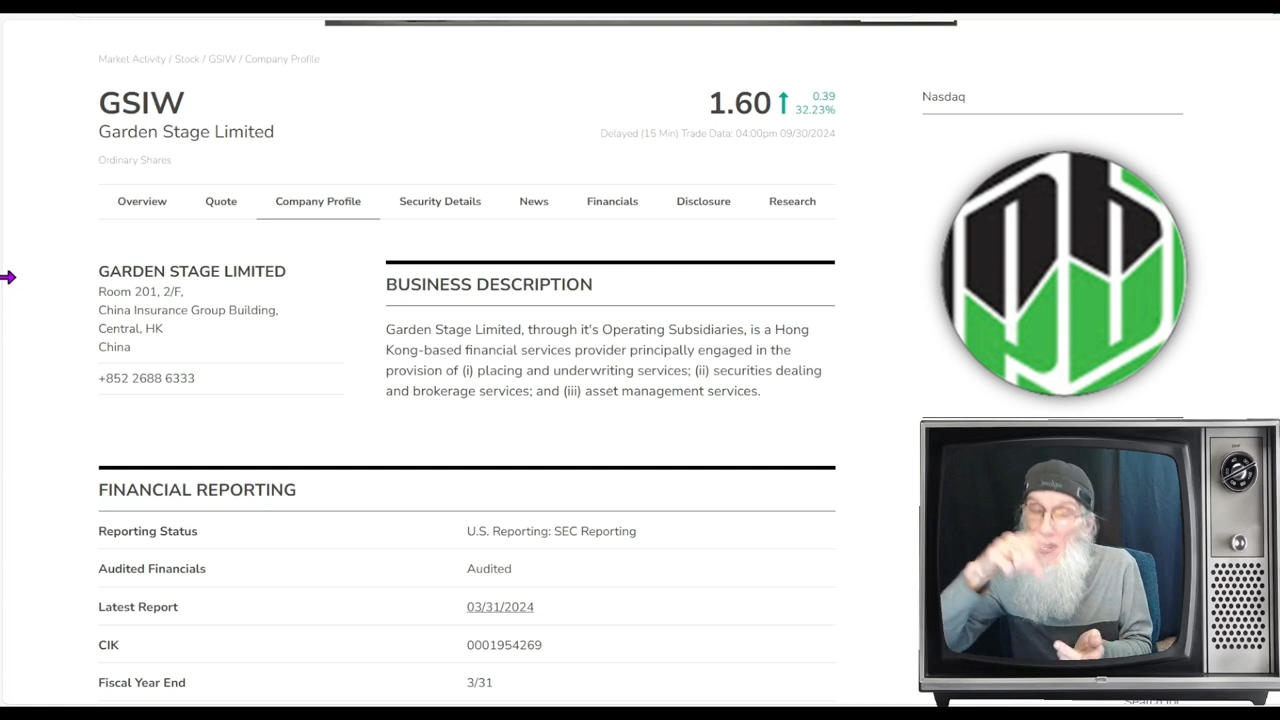 Market Activity / Stock / GSIW / Company Profile
GSIW
Garden Stage Limited
Ordinary Shares
1.60
0.39
32.23%
Delayed (15 Min) Trade Data: 04:00pm 09/30/2024
Nasdaq
Overview Quote Company Profile Security Details News Financials Disclosure Research
GARDEN STAGE LIMITED
Room 201, 2/F,
China Insurance Group Building,
Central, HK
China
+852 2688 6333
BUSINESS DESCRIPTION
Garden Stage Limited, through it's Operating Subsidiaries, is a Hong
Kong-based financial services provider principally engaged in the
provision of (i) placing and underwriting services; (ii) securities dealing
and brokerage services; and (iii) asset management services.
FINANCIAL REPORTING
Reporting Status U.S. Reporting: SEC Reporting
Audited Financials Audited
Latest Report 03/31/2024
CIK 0001954269
Fiscal Year End 3/31